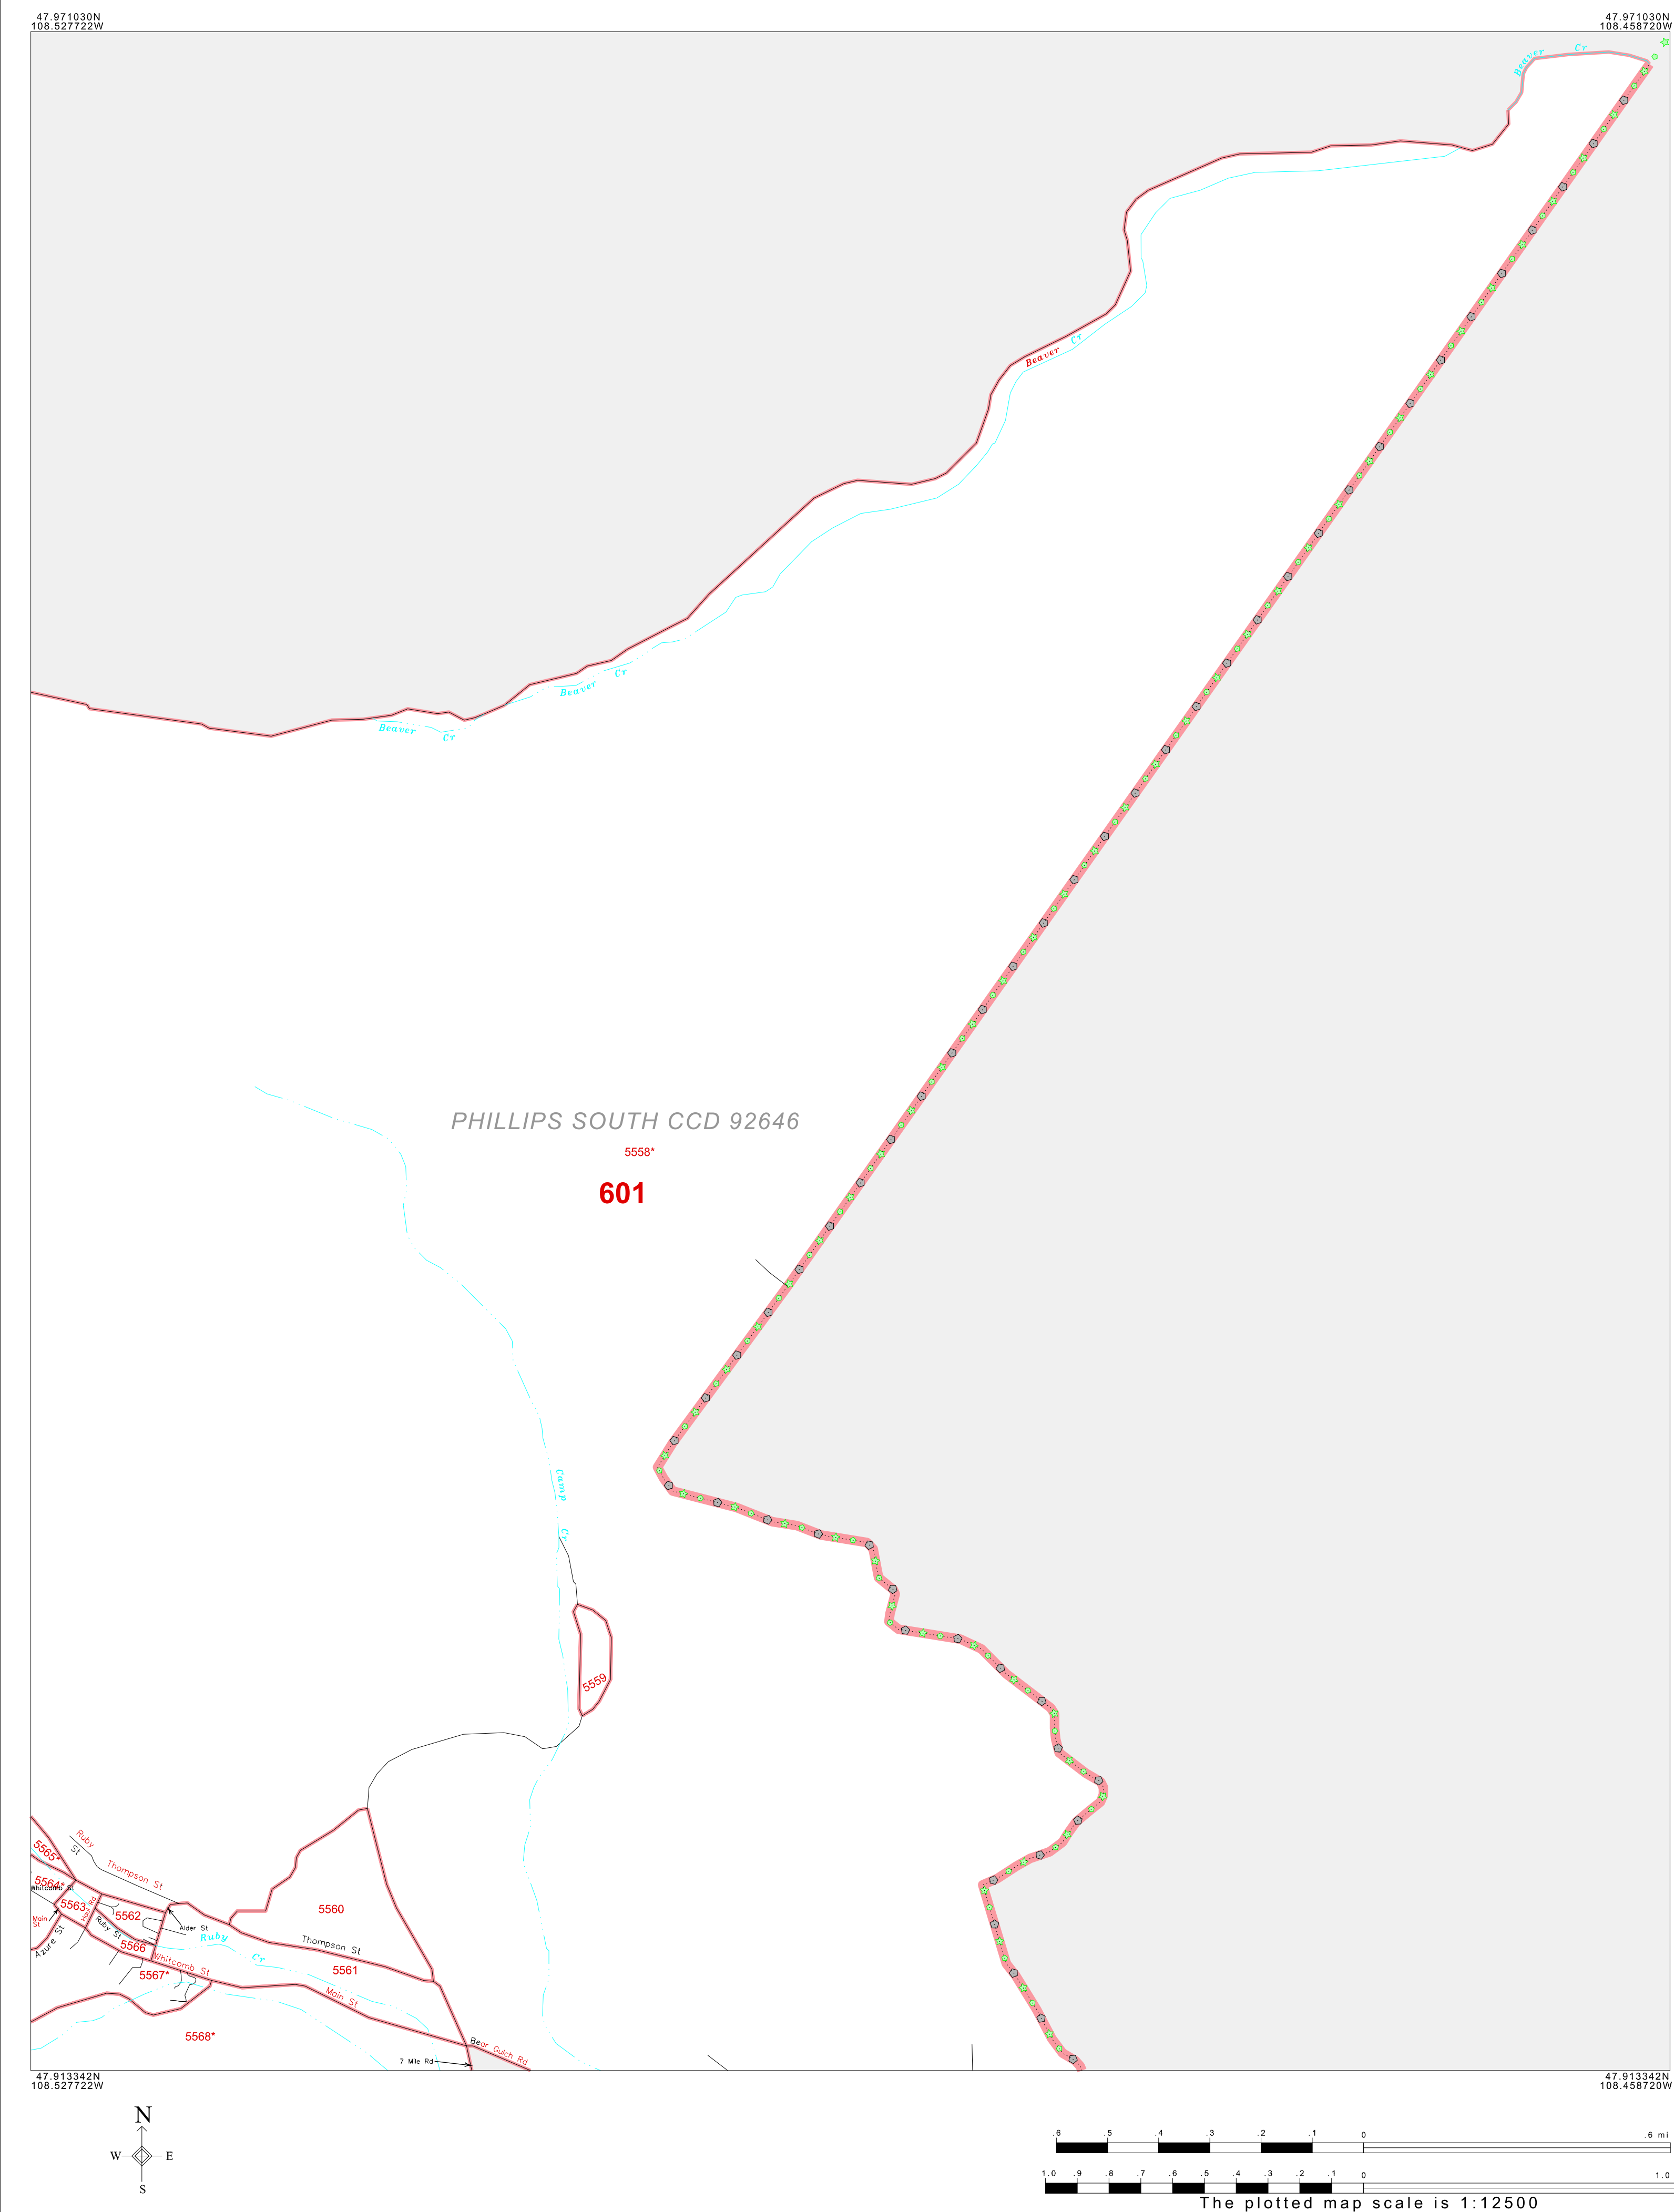 47.971030N
108.527722W
47.971030N
108.458720W
Beaver Cr
Beaver Cr
Beaver Cr
Beaver Cr
PHILLIPS SOUTH CCD 92646
5558*
601
Camp Cr
5559
5565*
Ruby St
Thompson St
5564*
Whitcomb St
5563
Main St
Azure St
5562
Ruby St
5566
Alder St
Ruby Cr
Whitcomb St
5567*
5560
Thompson St
5561
Main St
5568*
Bear Gulch Rd
7 Mile Rd
47.913342N
108.527722W
47.913342N
108.458720W
N
W E
S
.6 .5 .4 .3 .2 .1 0 .6 mi
1.0 .9 .8 .7 .6 .5 .4 .3 .2 .1 0 1.0
The plotted map scale is 1:12500